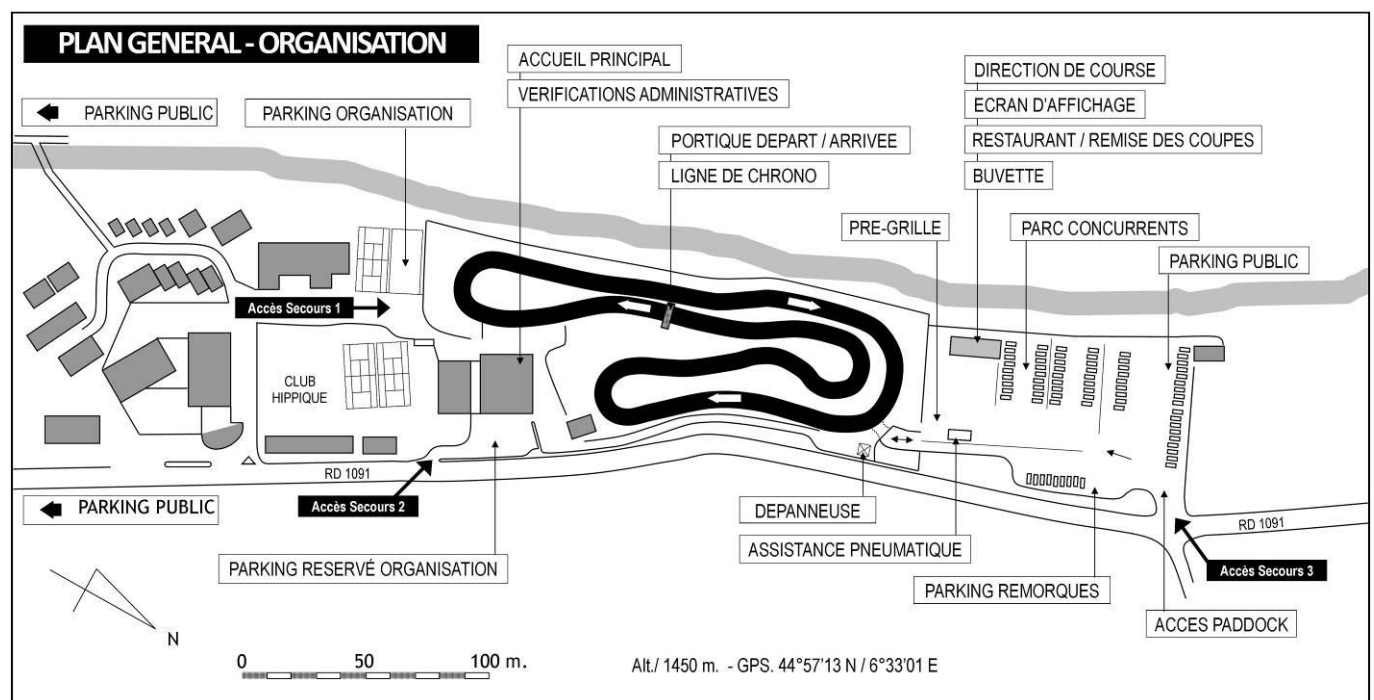 PLAN GENERAL - ORGANISATION
ACCUEIL PRINCIPAL
VERIFICATIONS ADMINISTRATIVES
DIRECTION DE COURSE
ECRAN D'AFFICHAGE
RESTAURANT / REMISE DES COUPES
BUVETTE
PARKING PUBLIC
PARKING ORGANISATION
PORTIQUE DEPART / ARRIVEE
LIGNE DE CHRONO
PRE-GRILLE
PARC CONCURRENTS
PARKING PUBLIC
Accès Secours 1
CLUB
HIPPIQUE
RD 1091
PARKING PUBLIC
Accès Secours 2
DEPANNEUSE
RD 1091
ASSISTANCE PNEUMATIQUE
PARKING RESERVÉ ORGANISATION
Accès Secours 3
PARKING REMORQUES
ACCES PADDOCK
N
0 50 100 m.
Alt./ 1450 m. - GPS. 44°57'13 N / 6°33'01 E